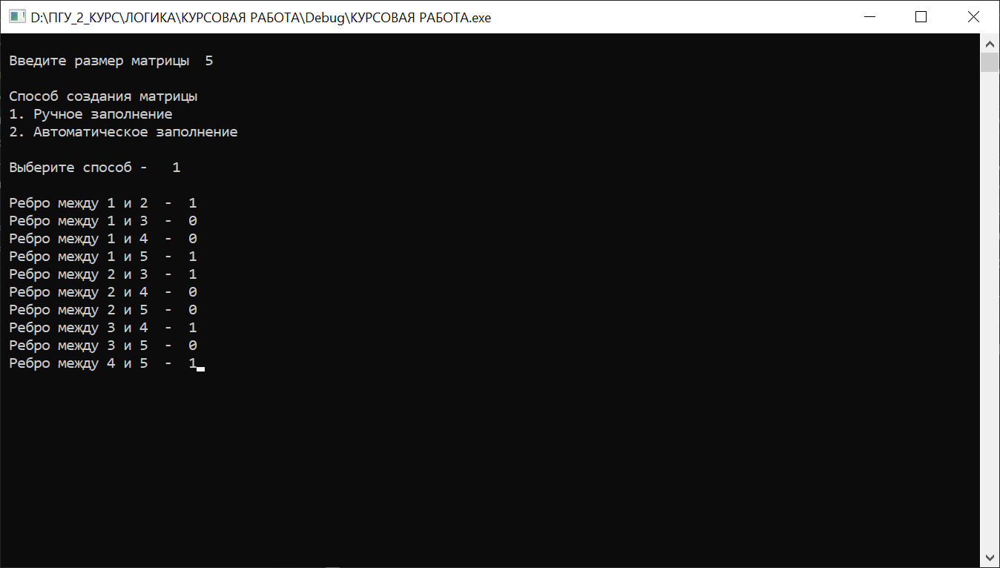 D:\ПГУ_2_КУРС\ЛОГИКА\КУРСОВАЯ РАБОТА\Debug\КУРСОВАЯ РАБОТА.exe
Введите размер матрицы  5
Способ создания матрицы
1. Ручное заполнение
2. Автоматическое заполнение
Выберите способ -   1
Ребро между 1 и 2  -  1
Ребро между 1 и 3  -  0
Ребро между 1 и 4  -  0
Ребро между 1 и 5  -  1
Ребро между 2 и 3  -  1
Ребро между 2 и 4  -  0
Ребро между 2 и 5  -  0
Ребро между 3 и 4  -  1
Ребро между 3 и 5  -  0
Ребро между 4 и 5  -  1